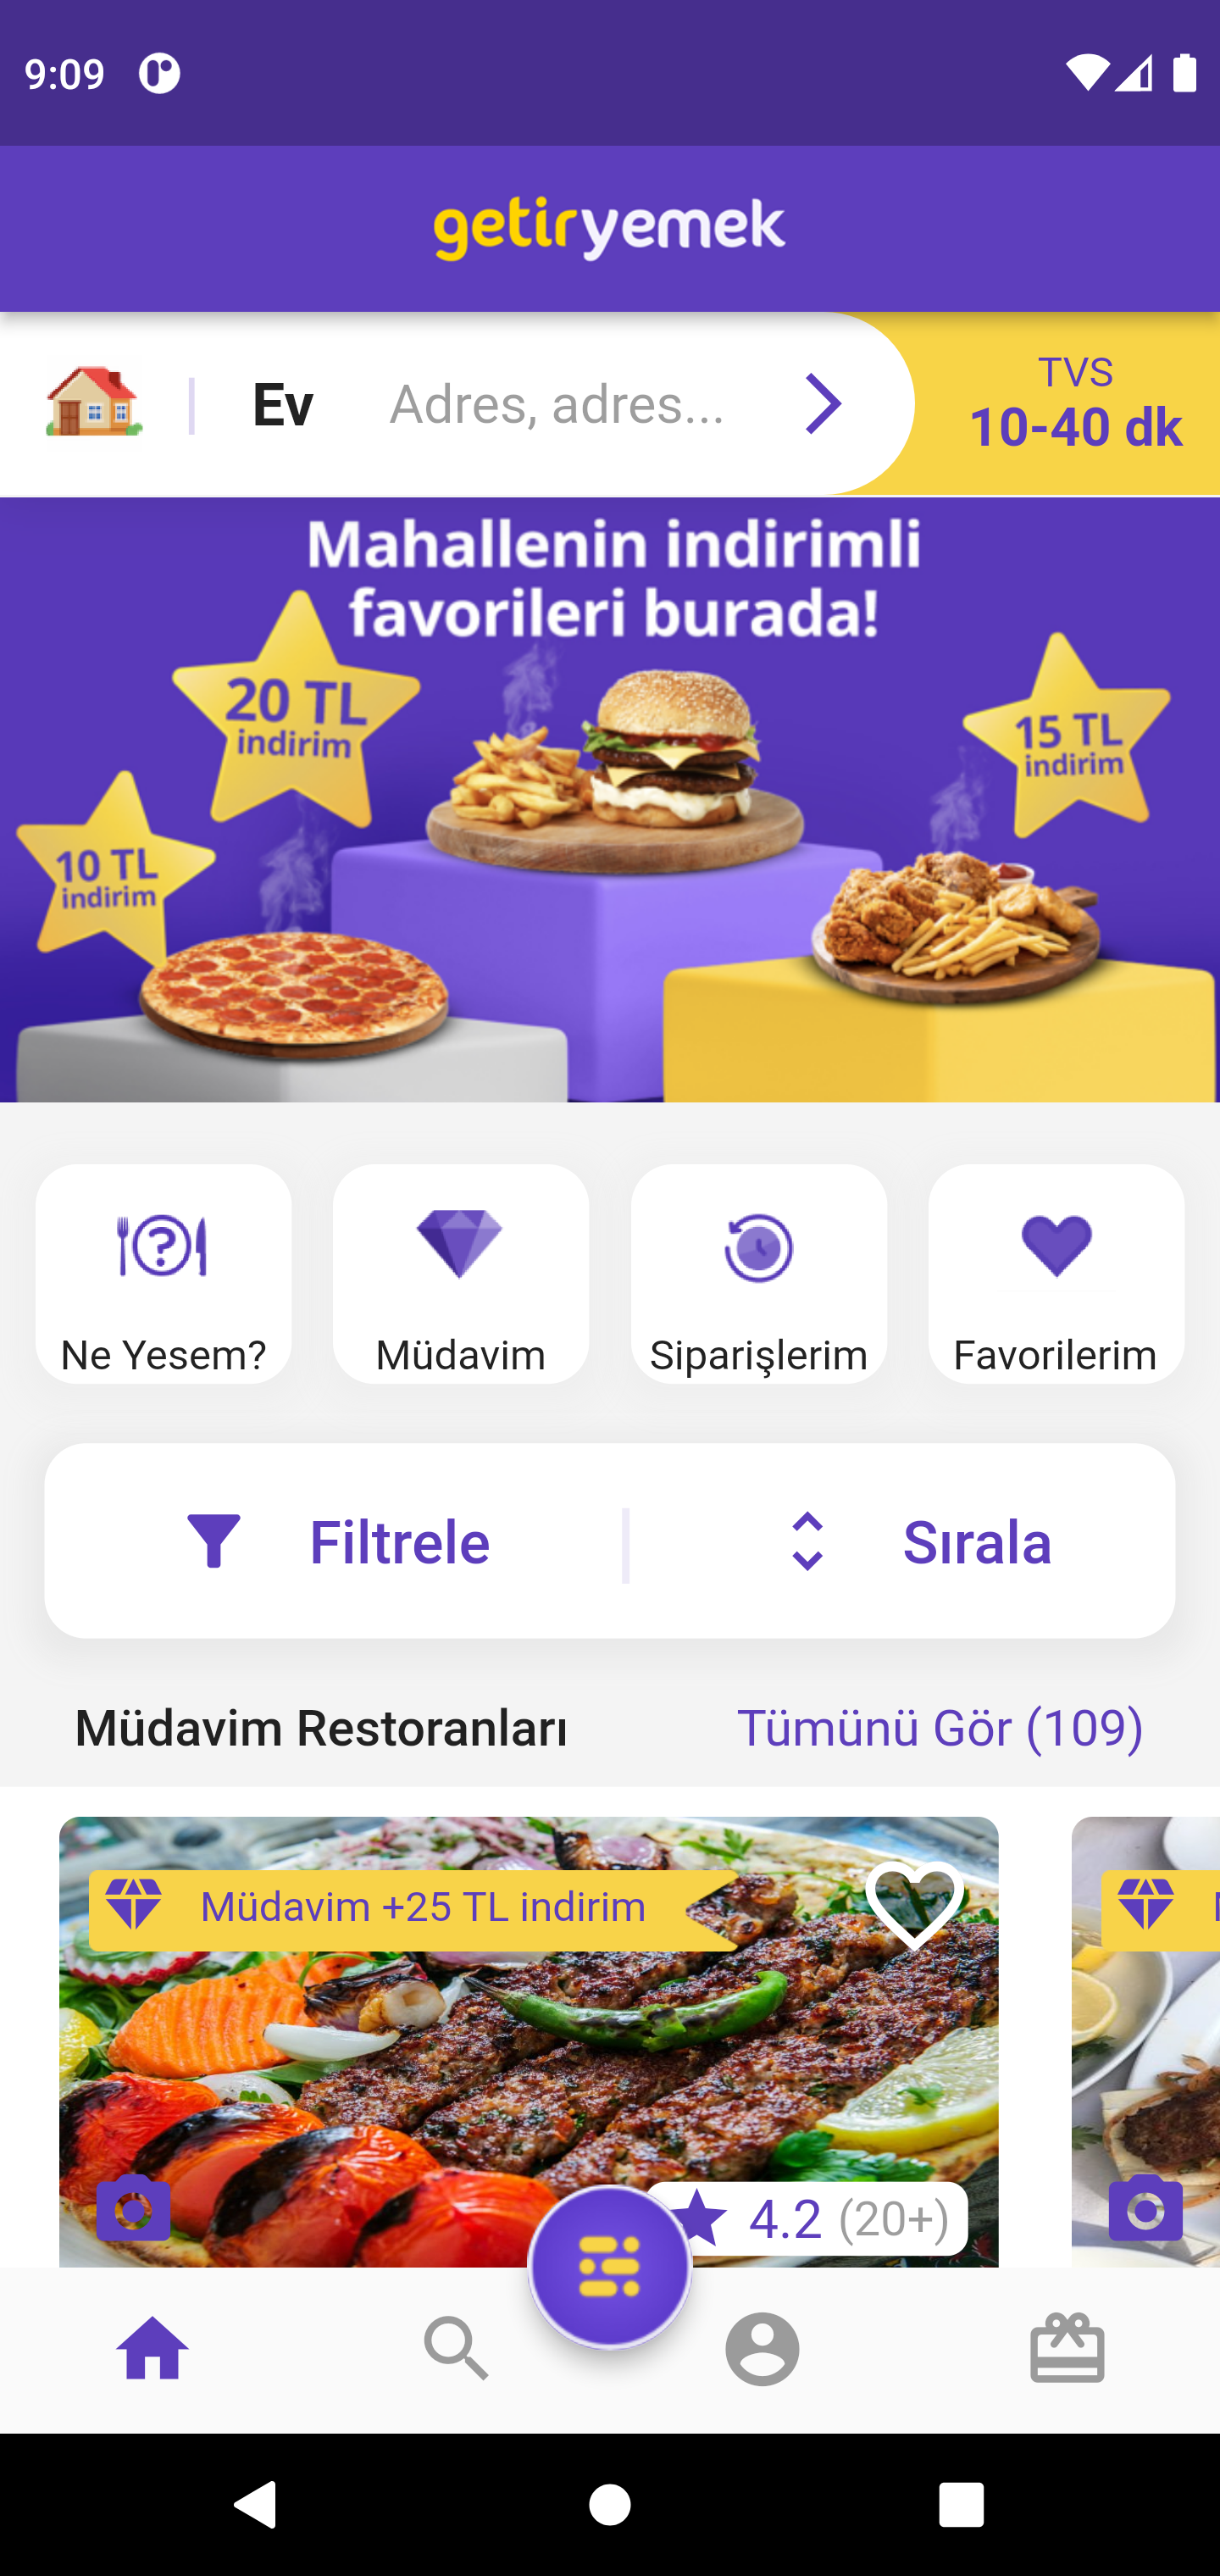 9:09
getiryemek
Ev Adres, adres...
TVS
10-40 dk
Mahallenin indirimli
favorileri burada!
20 TL
indirim
15 TL
indirim
10 TL
indirim
Ne Yesem?
Müdavim
Siparişlerim
Favorilerim
Filtrele
Sırala
Müdavim Restoranları
Tümünü Gör (109)
Müdavim +25 TL indirim
4.2 (20+)